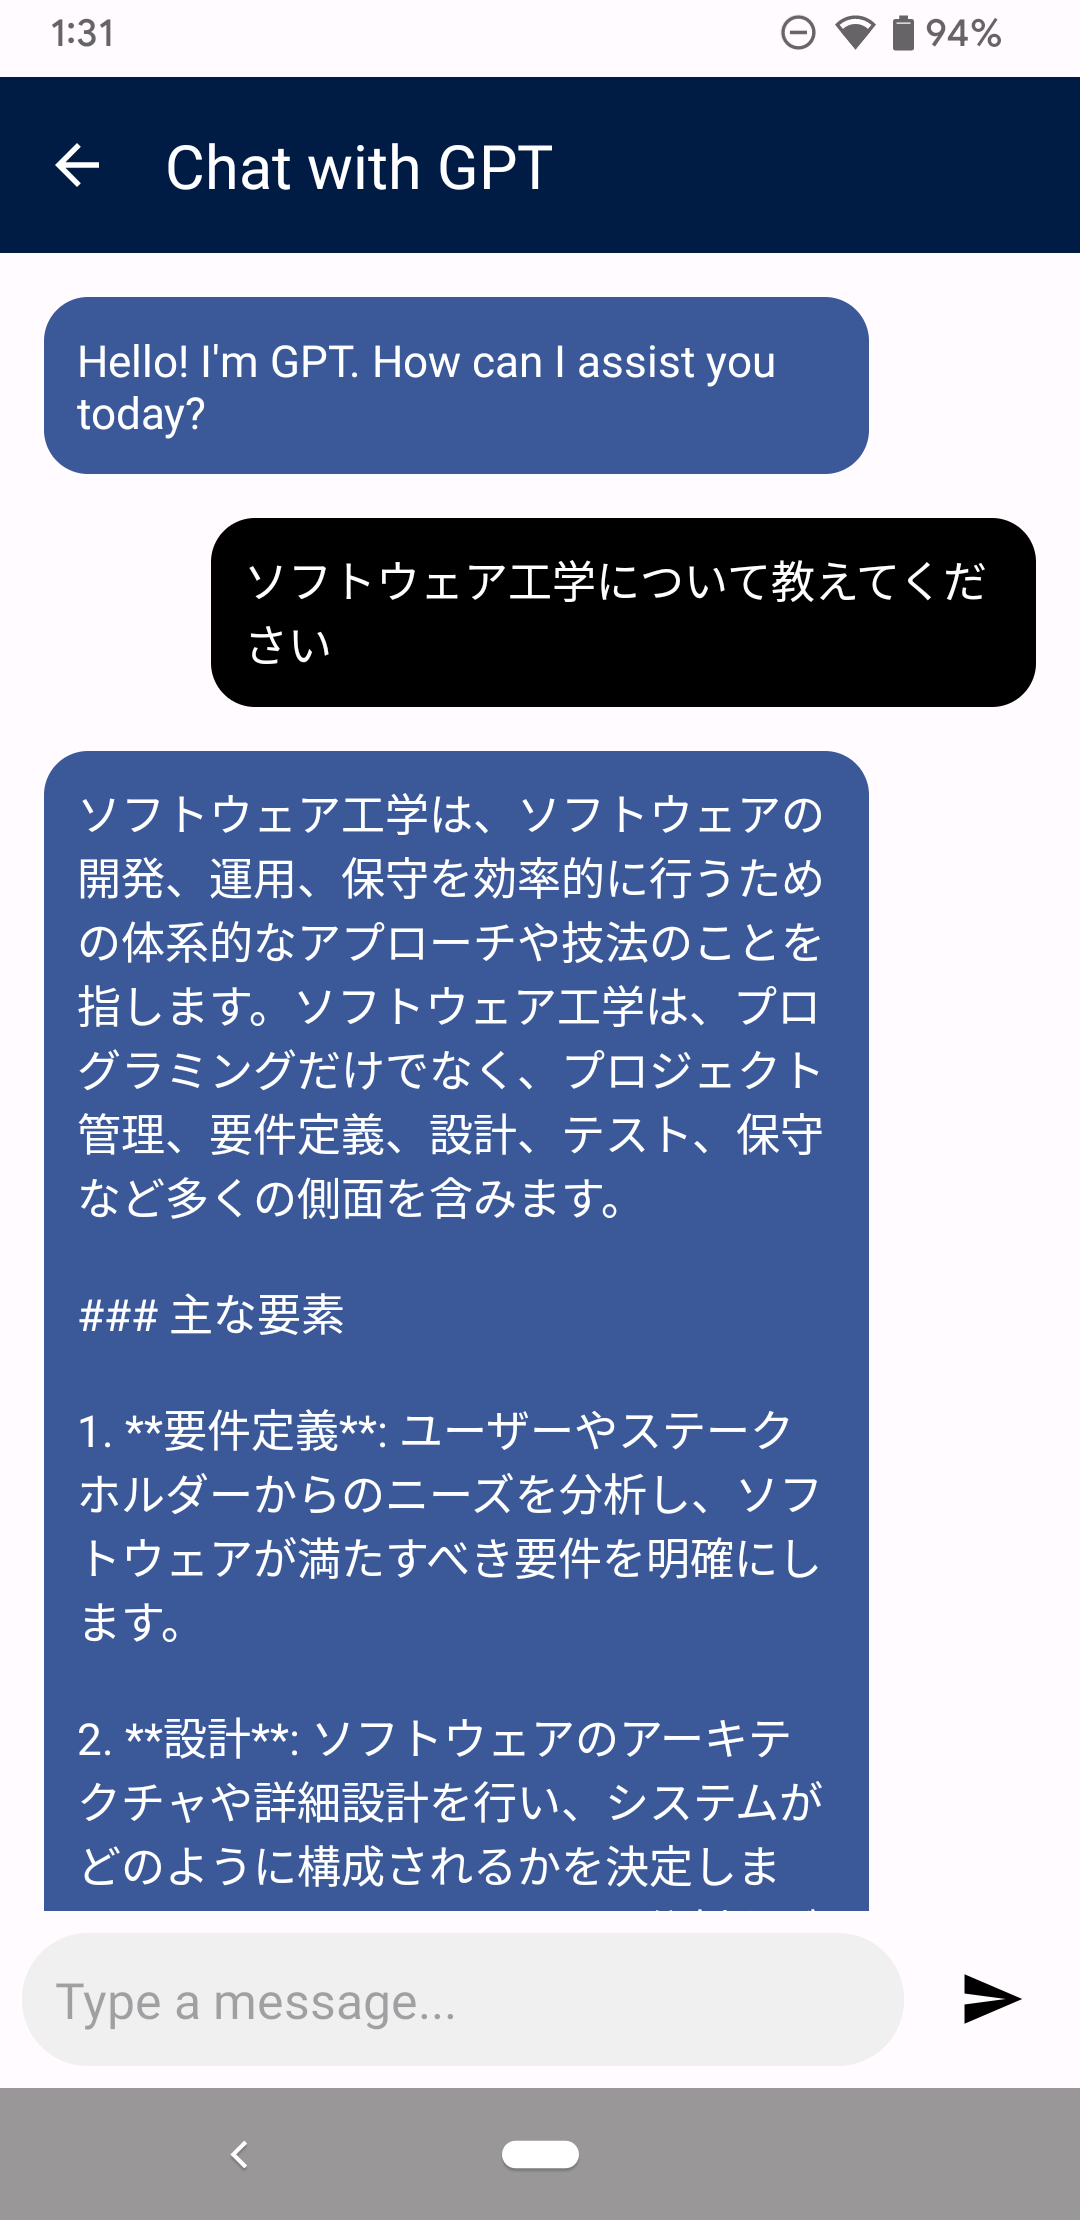 1:31
94%
Chat with GPT
Hello! I'm GPT. How can I assist you
today?
ソフトウェア工学について教えてくだ
さい
ソフトウェア工学は、ソフトウェアの
開発、運用、保守を効率的に行うため
の体系的なアプローチや技法のことを
指します。ソフトウェア工学は、プロ
グラミングだけでなく、プロジェクト
管理、要件定義、設計、テスト、保守
など多くの側面を含みます。
### 主な要素
1. **要件定義**: ユーザーやステーク
ホルダーからのニーズを分析し、ソフ
トウェアが満たすべき要件を明確にし
ます。
2. **設計**: ソフトウェアのアーキテ
クチャや詳細設計を行い、システムが
どのように構成されるかを決定しま
Type a message...